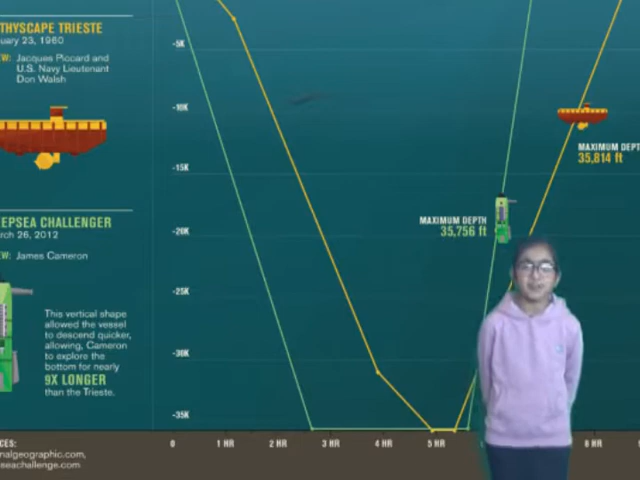 THYSCAPE TRIESTE
uary 23, 1960
W: Jacques Piccard and
U.S. Navy Lieutenant
Don Walsh
EPSEA CHALLENGER
rch 26, 2012
W: James Cameron
This vertical shape
allowed the vessel
to descend quicker,
allowing, Cameron
to explore the
bottom for nearly
9X LONGER
than the Trieste.
CES:
nalgeographic.com,
seachallenge.com
-5K
-10K
-15K
-20K
-25K
-30K
-35K
0 1 HR 2 HR 3 HR 4 HR 5 HR 8 HR
MAXIMUM DEPTH
35,756 ft
MAXIMUM DEPT
35,814 ft